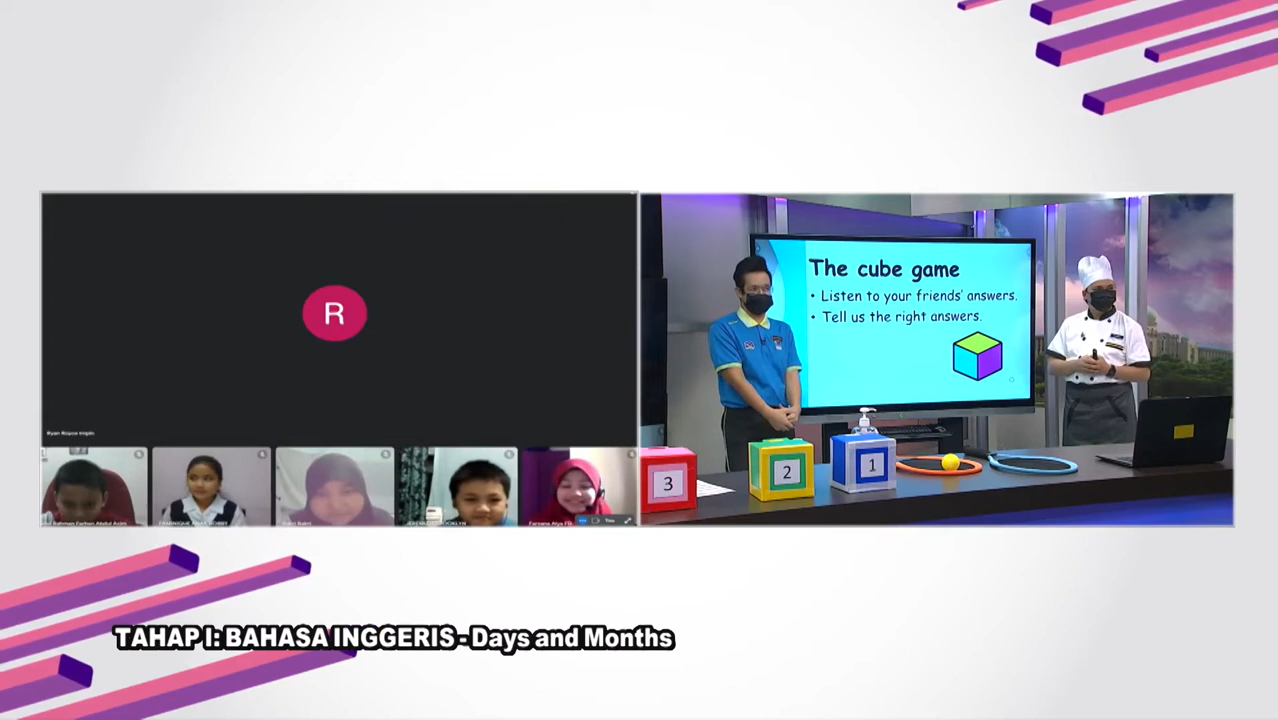 R
The cube game
• Listen to your friends' answers.
• Tell us the right answers.
3
2
1
You
TAHAP I: BAHASA INGGERIS - Days and Months